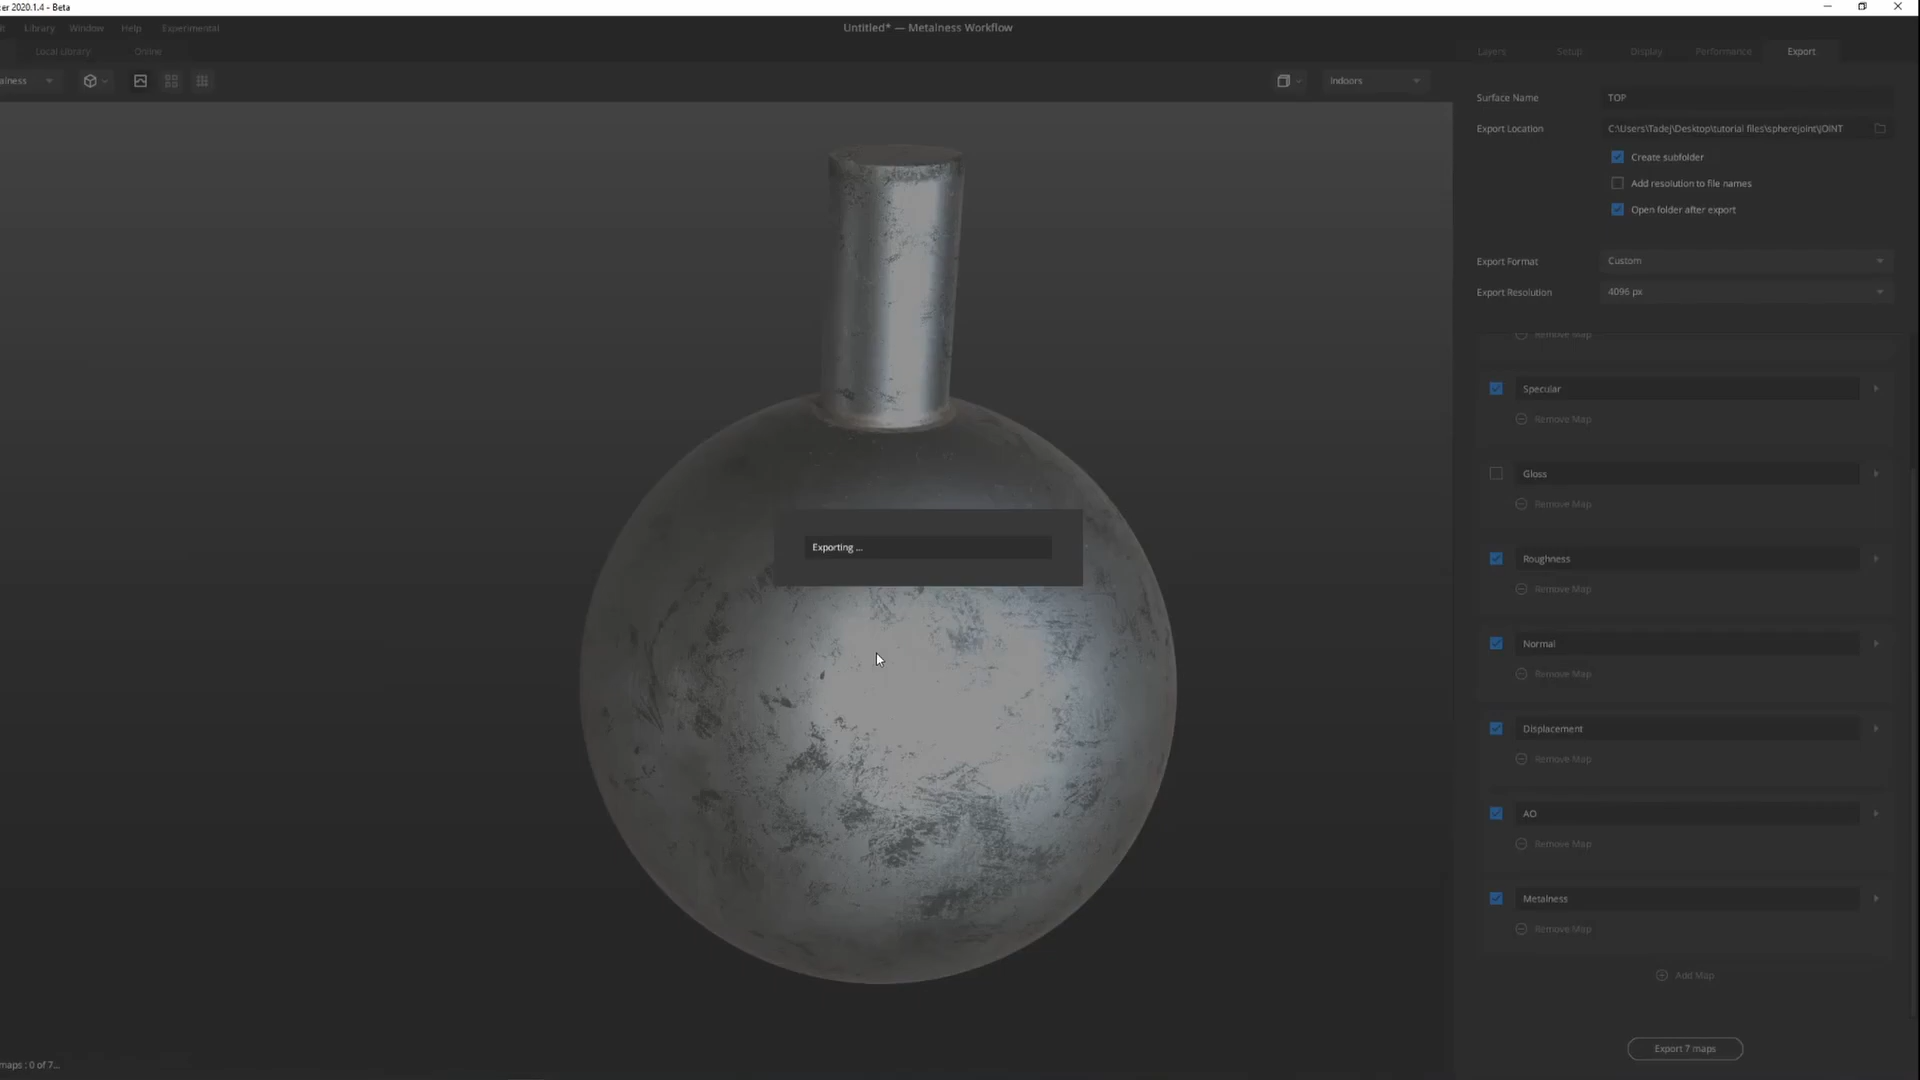 cer 2020.1.4 - Beta
it Library Window Help Experimental
Untitled* — Metalness Workflow
Local Library Online
Layers Setup Display Performance Export
alness
Indoors
Surface Name TOP
Export Location C:\Users\Tadej\Desktop\tutorial files\spherejoint\JOINT
Create subfolder
Add resolution to file names
Open folder after export
Export Format Custom
Export Resolution 4096 px
Remove Map
Specular
Remove Map
Gloss
Remove Map
Exporting ...
Roughness
Remove Map
Normal
Remove Map
Displacement
Remove Map
AO
Remove Map
Metalness
Remove Map
Add Map
Export 7 maps
maps : 0 of 7...